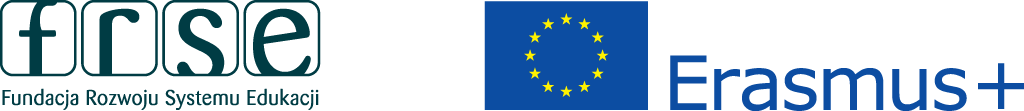 frse
Fundacja Rozwoju Systemu Edukacji
Erasmus+